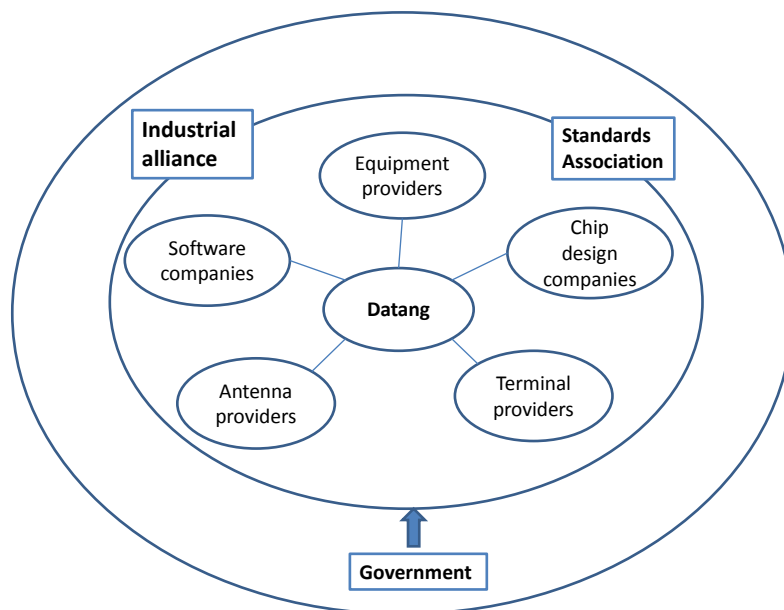 Industrial
alliance
Standards
Association
Equipment
providers
Software
companies
Chip
design
companies
Datang
Antenna
providers
Terminal
providers
Government